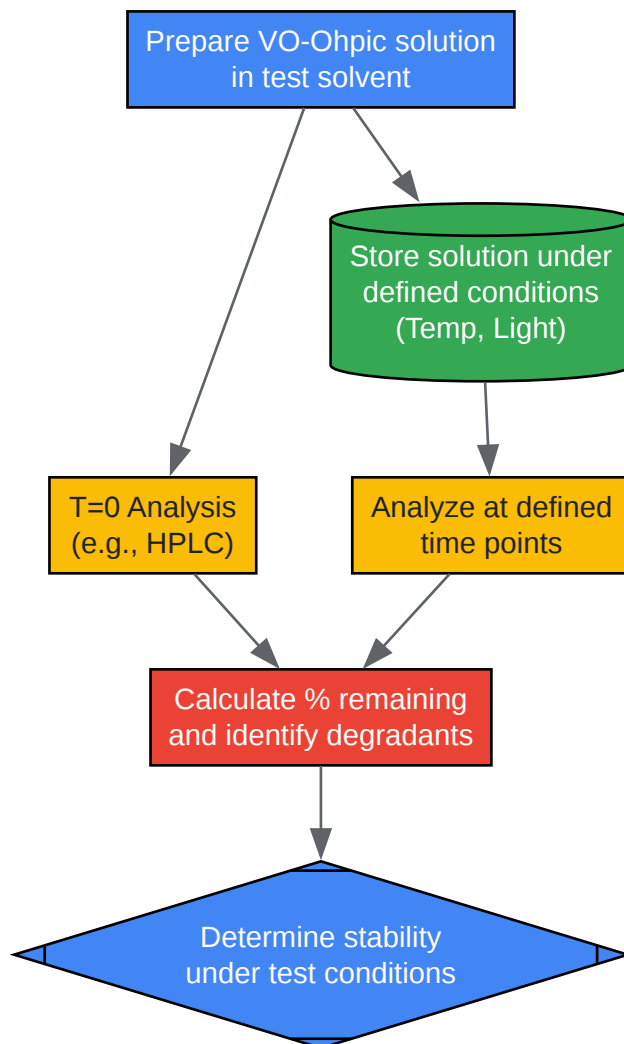 Prepare VO-Ohpic solution
in test solvent
Store solution under
defined conditions
(Temp, Light)
T=0 Analysis
(e.g., HPLC)
Analyze at defined
time points
Calculate % remaining
and identify degradants
Determine stability
under test conditions